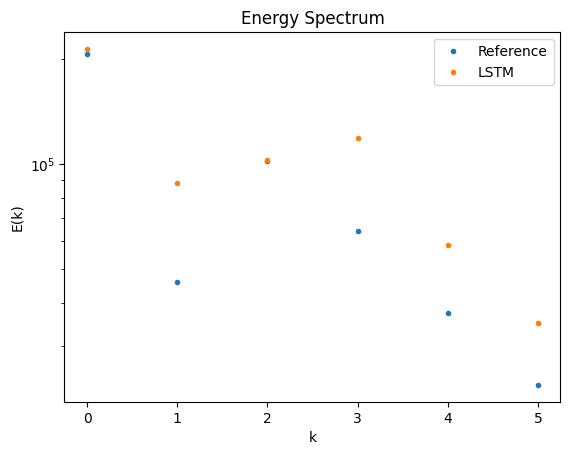 Energy Spectrum
Reference
LSTM
10^5
E(k)
0 1 2 3 4 5
k